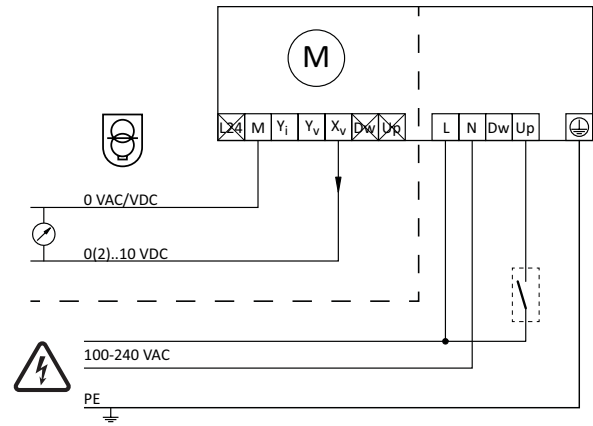 M
L24 M Yi Yv Xv Dw Up L N Dw Up
0 VAC/VDC
0(2)..10 VDC
100-240 VAC
PE